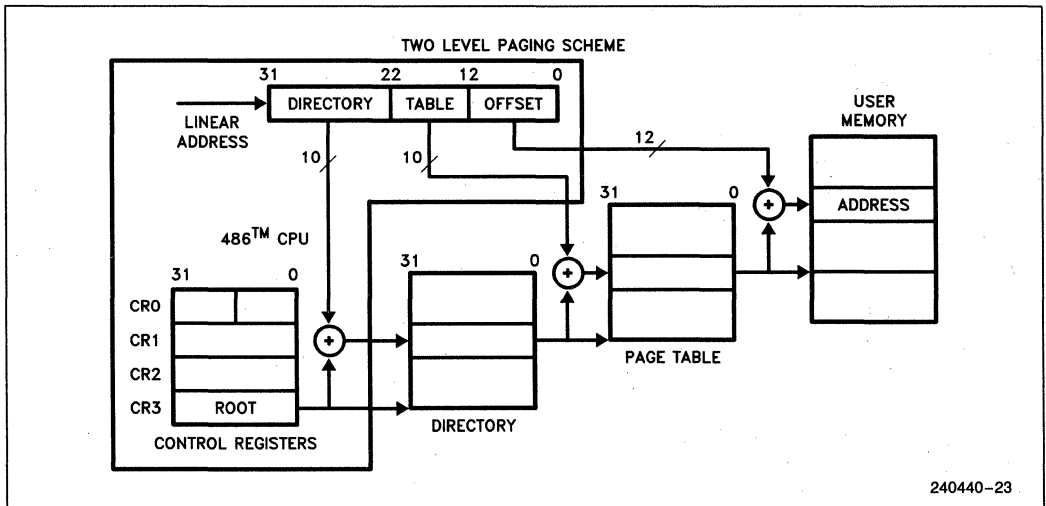 TWO LEVEL PAGING SCHEME
31 22 12 0
DIRECTORY TABLE OFFSET
LINEAR
ADDRESS
USER
MEMORY
10 10 12
31 0
ADDRESS
486™ CPU
31 0
31 0
CR0
CR1
CR2
CR3 ROOT
PAGE TABLE
DIRECTORY
CONTROL REGISTERS
240440-23